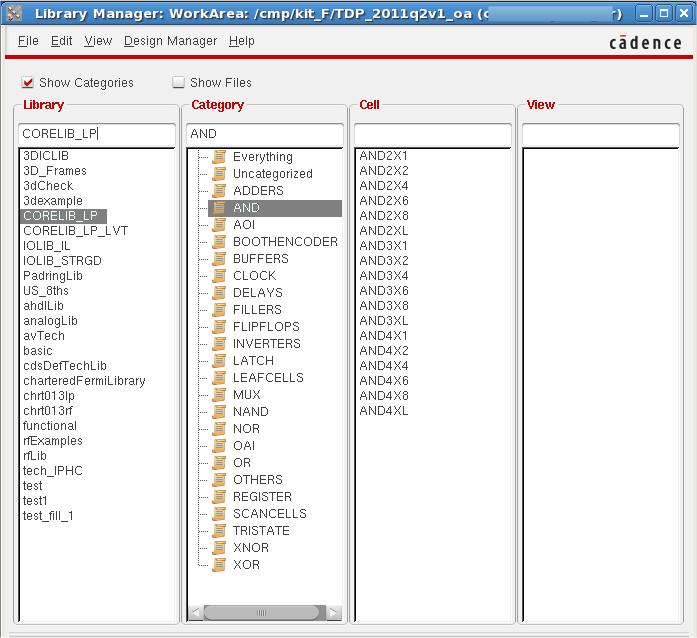 Library Manager: WorkArea: /cmp/kit_F/TDP_2011q2v1_oa (
File Edit View Design Manager Help
cādence
Show Categories Show Files
Library
CORELIB_LP
3DICLIB
3D_Frames
3dCheck
3dexample
CORELIB_LP
CORELIB_LP_LVT
IOLIB_IL
IOLIB_STRGD
PadringLib
US_8ths
ahdlLib
analogLib
avTech
basic
cdsDefTechLib
charteredFermiLibrary
chrt013lp
chrt013rf
functional
rfExamples
rfLib
tech_IPHC
test
test1
test_fill_1
Category
AND
Everything
Uncategorized
ADDERS
AND
AOI
BOOTHENCODER
BUFFERS
CLOCK
DELAYS
FILLERS
FLIPFLOPS
INVERTERS
LATCH
LEAFCELLS
MUX
NAND
NOR
OAI
OR
OTHERS
REGISTER
SCANCELLS
TRISTATE
XNOR
XOR
Cell
AND2X1
AND2X2
AND2X4
AND2X6
AND2X8
AND2XL
AND3X1
AND3X2
AND3X4
AND3X6
AND3X8
AND3XL
AND4X1
AND4X2
AND4X4
AND4X6
AND4X8
AND4XL
View